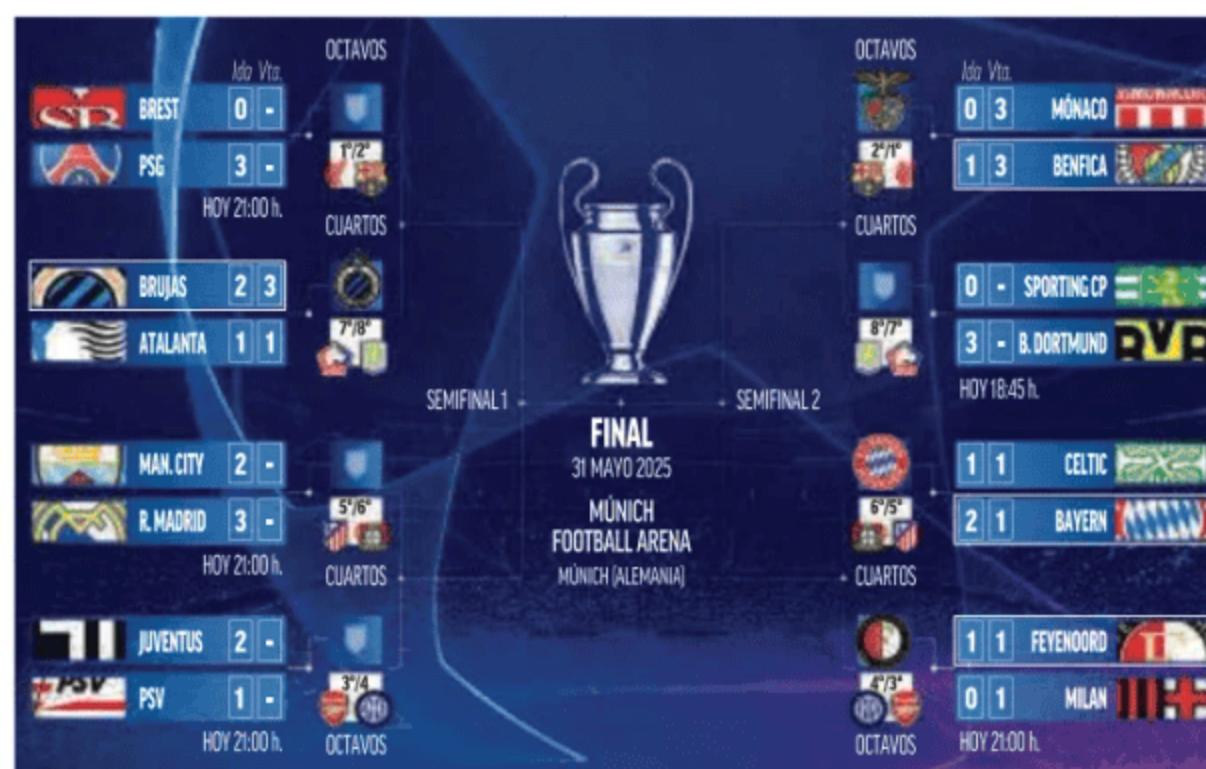 OCTAVOS
Ida Vta.
BREST 0 -
PSG 3 -
1º/2º
HOY 21:00 h.
CUARTOS
BRUJAS 2 3
ATALANTA 1 1
7º/8º
SEMIFINAL 1
MAN. CITY 2 -
R. MADRID 3 -
5º/6º
HOY 21:00 h.
CUARTOS
JUVENTUS 2 -
PSV 1 -
3º/4
HOY 21:00 h.
OCTAVOS
FINAL
31 MAYO 2025
MÚNICH
FOOTBALL ARENA
MÚNICH (ALEMANIA)
OCTAVOS
Ida Vta.
0 3 MÓNACO
1 3 BENFICA
2º/1º
CUARTOS
0 - SPORTING CP
3 - B. DORTMUND
8º/7º
HOY 18:45 h.
SEMIFINAL 2
1 1 CELTIC
2 1 BAYERN
6º/5º
CUARTOS
1 1 FEYENOORD
0 1 MILAN
4º/3º
OCTAVOS
HOY 21:00 h.
PSV
BVB